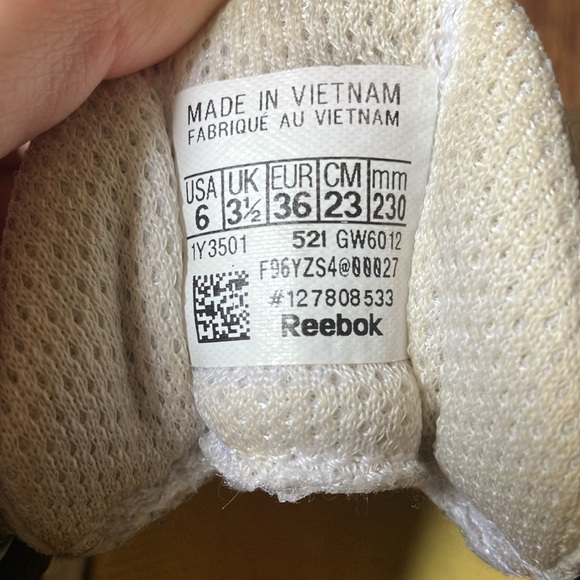 MADE IN VIETNAM
FABRIQUE AU VIETNAM
USA UK EUR CM mm
6 3½ 36 23 230
1Y3501 521 GW6012
F96YZS4@00027
#127808533
Reebok